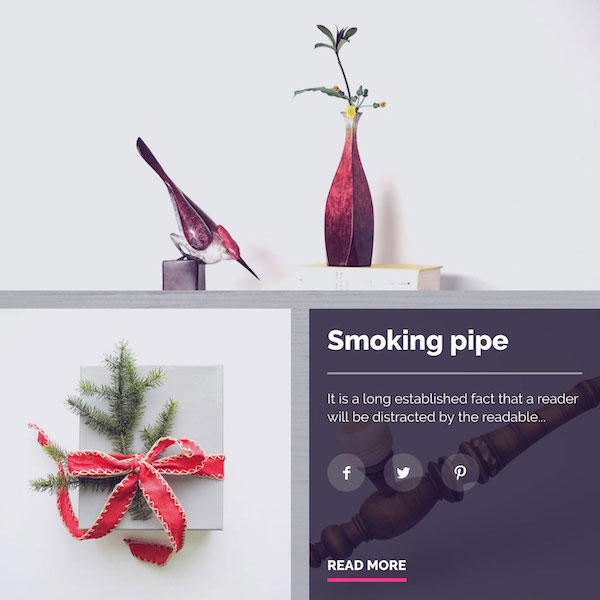 Smoking pipe
It is a long established fact that a reader
will be distracted by the readable...
READ MORE